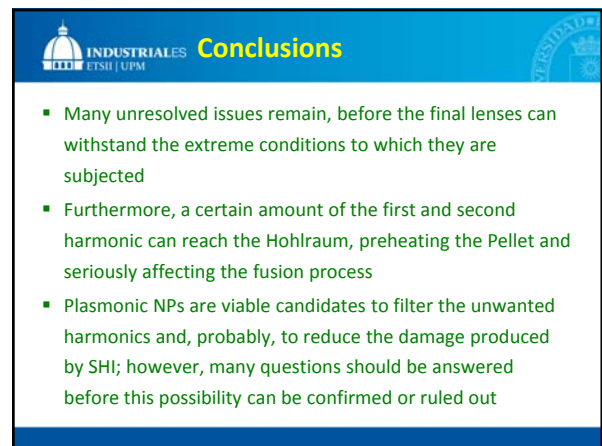 INDUSTRIALES Conclusions
ETSII | UPM
▪ Many unresolved issues remain, before the final lenses can
withstand the extreme conditions to which they are
subjected
▪ Furthermore, a certain amount of the first and second
harmonic can reach the Hohlraum, preheating the Pellet and
seriously affecting the fusion process
▪ Plasmonic NPs are viable candidates to filter the unwanted
harmonics and, probably, to reduce the damage produced
by SHI; however, many questions should be answered
before this possibility can be confirmed or ruled out